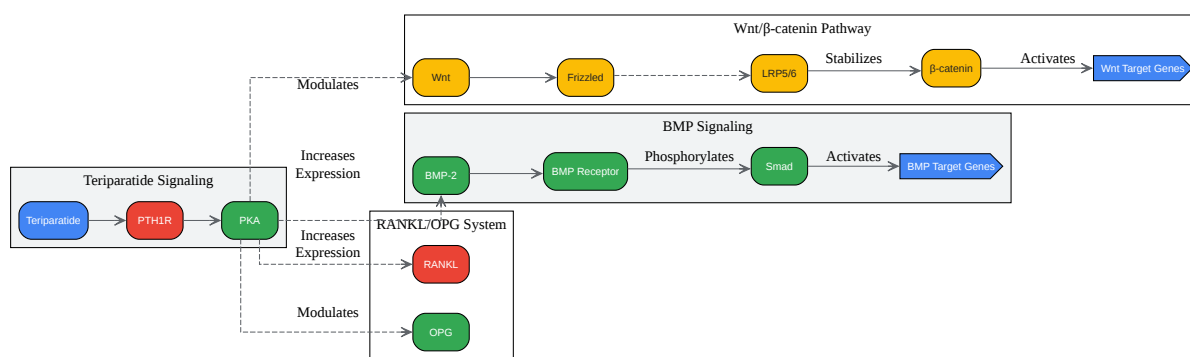 Wnt/β-catenin Pathway
Wnt
Frizzled
LRP5/6
Stabilizes
β-catenin
Activates
Wnt Target Genes
Modulates
BMP Signaling
BMP-2
BMP Receptor
Phosphorylates
Smad
Activates
BMP Target Genes
Increases
Expression
Teriparatide Signaling
Teriparatide
PTH1R
PKA
RANKL/OPG System
Increases
Expression
RANKL
Modulates
OPG